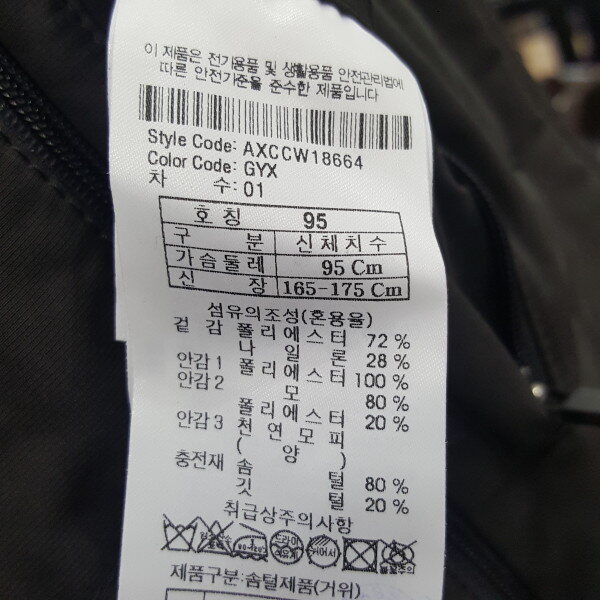 이 제품은 전기용품 및 생활용품 안전관리법에
따른 안전기준을 준수한 제품입니다
Style Code: AXCCW18664
Color Code: GYX
차 수: 01
호 칭 95
구 분 신 체 치 수
가 슴 둘 레 95 Cm
신 장 165-175 Cm
섬유의조성(혼용율)
겉 감 폴 리 에 스 터 72 %
나 일 론 28 %
안감 1 폴 리 에 스 터 100 %
안감 2 모 80 %
폴 리 에 스 터 20 %
안감 3 천 연 모 피
( 양 )
충전재 솜 털 80 %
깃 털 20 %
취급상주의사항
드라이
제품구분:솜털제품(거위)